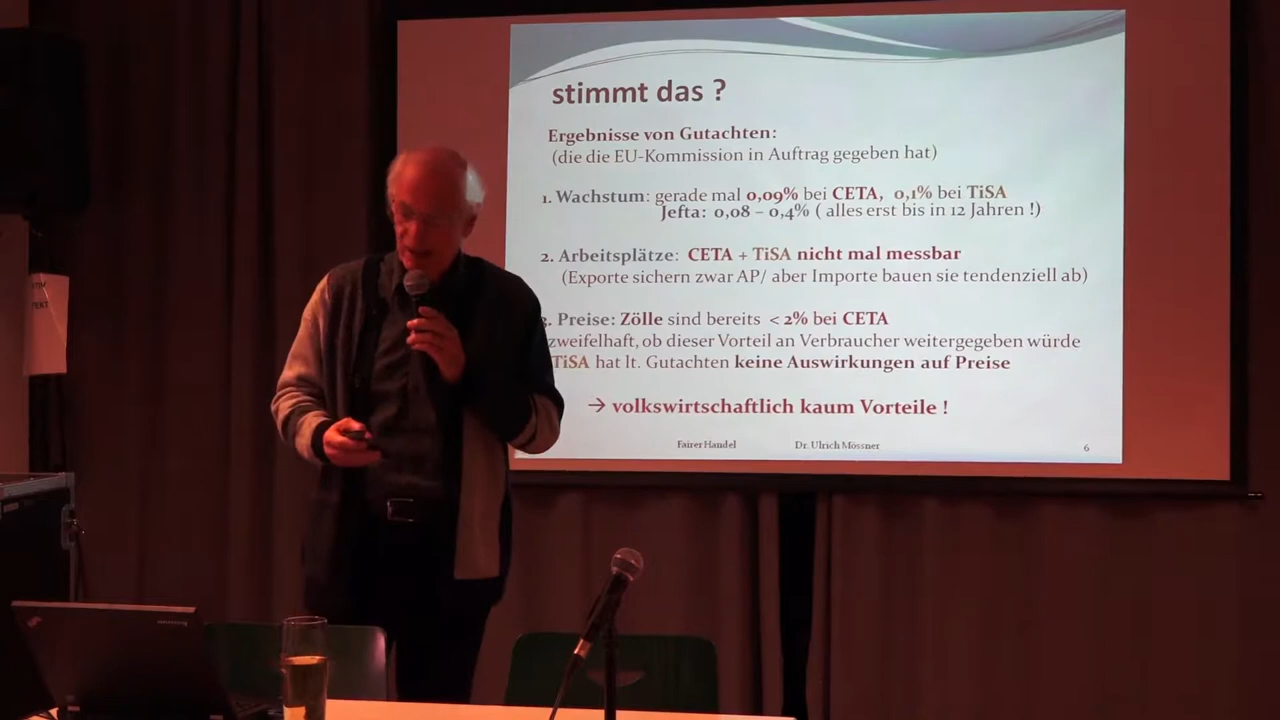 stimmt das ?
Ergebnisse von Gutachten:
(die die EU-Kommission in Auftrag gegeben hat)
1. Wachstum: gerade mal 0,09% bei CETA, 0,1% bei TiSA
Jefta: 0,08 – 0,4% ( alles erst bis in 12 Jahren !)
2. Arbeitsplätze: CETA + TiSA nicht mal messbar
(Exporte sichern zwar AP/ aber Importe bauen sie tendenziell ab)
3. Preise: Zölle sind bereits < 2% bei CETA
zweifelhaft, ob dieser Vorteil an Verbraucher weitergegeben würde
TiSA hat lt. Gutachten keine Auswirkungen auf Preise
→ volkswirtschaftlich kaum Vorteile !
Fairer Handel Dr. Ulrich Mössner 6